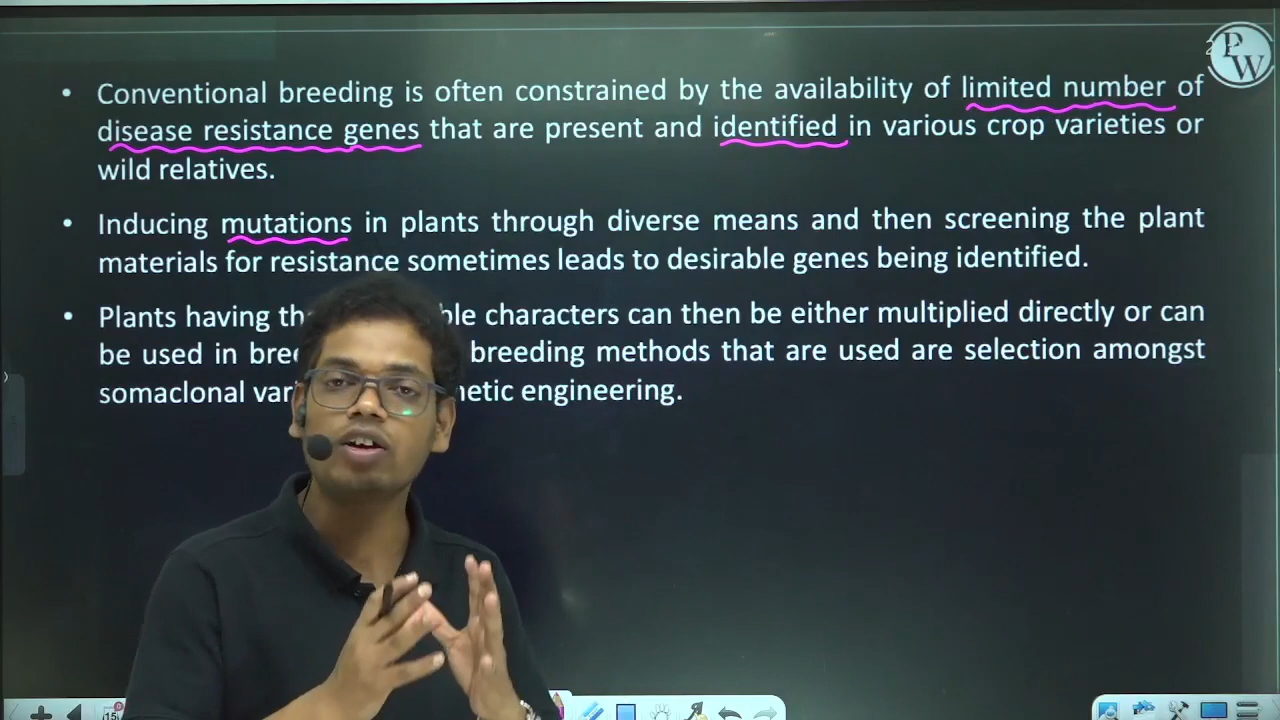 PW
• Conventional breeding is often constrained by the availability of limited number of
disease resistance genes that are present and identified in various crop varieties or
wild relatives.
• Inducing mutations in plants through diverse means and then screening the plant
materials for resistance sometimes leads to desirable genes being identified.
• Plants having ble characters can then be either multiplied directly or can
be used in breeding methods that are used are selection amongst
somaclonal netic engineering.
15